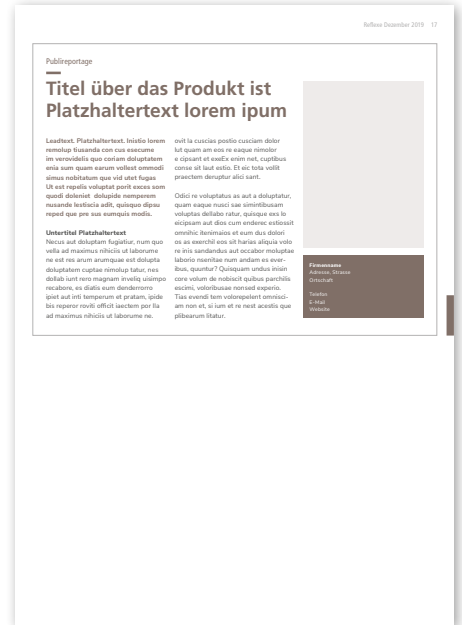 Reflexe Dezember 2019 17
Publireportage
Titel über das Produkt ist
Platzhaltertext lorem ipum
Leadtext. Platzhaltertext. Inistio lorem
remolup tiusanda con cus esecume
im verovidelis quo coriam doluptatem
enia sum quam earum vollest ommodi
simus nobitatum que vid utet fugas
Ut est repelis voluptat porit exces som
quodi doleniet dolupide nemperem
nusande lestiscia adit, quisquo dipsu
reped que pre sus eumquis modis.
Untertitel Platzhaltertext
Necus aut doluptam fugiatiur, num quo
vella ad maximus nihiciis ut laborume
ne est res arum arumquae est dolupta
doluptatem cuptas nimolup tatur, nes
dollab iunt rero magnam inveliq uisimpo
recabore, es diatis eum denderrorro
ipiet aut inti temperum et pratam, ipide
bis reperor roviti officit iaectem por lla
ad maximus nihiciis ut laborume ne.
ovit la cuscias postio cusciam dolor
lut quam am eos re eaque nimolor
e cipsant et exeEx enim net, cuptibus
conse sit laut estio. Et eic tota vollit
praectem deruptur alici sant.
Odici re voluptatus as aut a doluptatur,
quam eaque nusci sae simintibusam
voluptas dellabo ratur, quisque exs lo
eicipsam aut dios cum enderec estiossit
omnihic itenimaios et eum dus dolori
os as exerchil eos sit harias aliquia volo
re inis sandandus aut occabor moluptae
laborio nsenitae num andam es ever-
ibus, quuntur? Quisquam undus inisin
core volum de nobiscit quibus parchilis
escimi, voloribusae nonsed experio.
Tias evendi tem volorepelent omnisci-
am non et, si ium et re nest acestis que
plibearum litatur.
Firmenname
Adresse, Strasse
Ortschaft
Telefon
E-Mail
Website